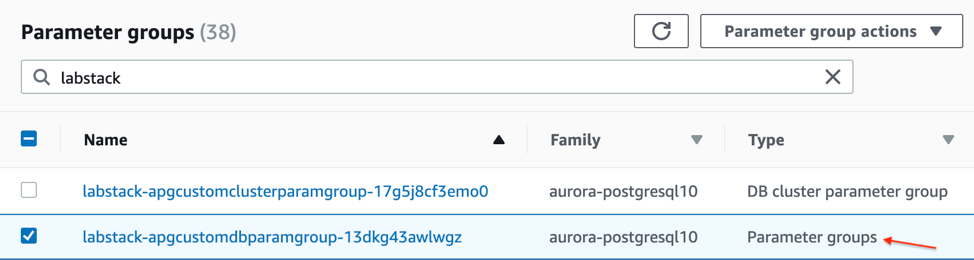 Parameter groups (38)
Parameter group actions
labstack
Name Family Type
labstack-apgcustomclusterparamgroup-17g5j8cf3emo0 aurora-postgresql10 DB cluster parameter group
labstack-apgcustomdbparamgroup-13dkg43awlwgz aurora-postgresql10 Parameter groups